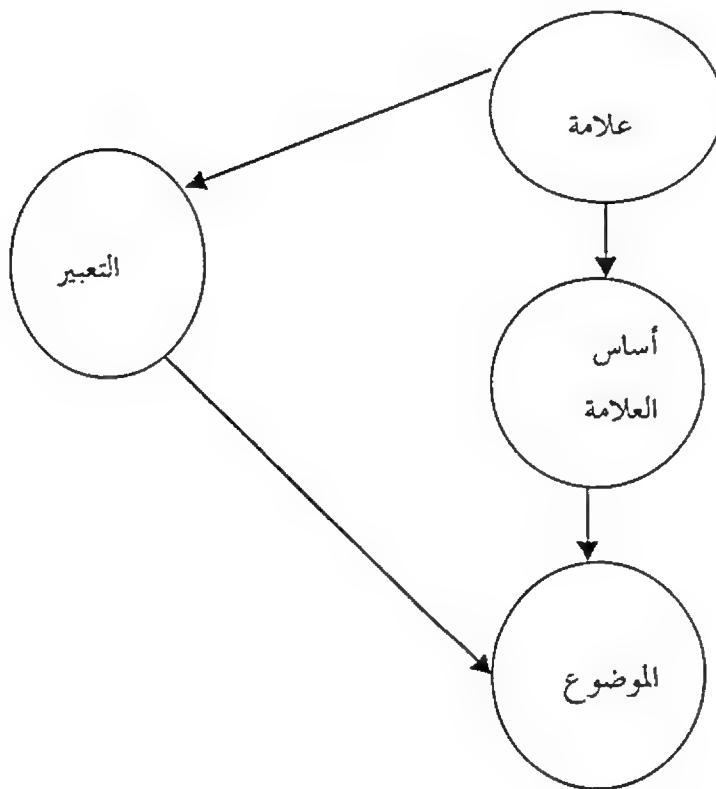 علامة
التعبير
أساس
العلامة
الموضوع